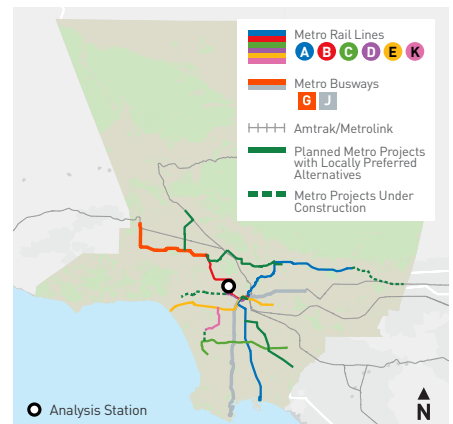 Metro Rail Lines
A B C D E K
Metro Busways
G J
Amtrak/Metrolink
Planned Metro Projects
with Locally Preferred
Alternatives
Metro Projects Under
Construction
Analysis Station
N